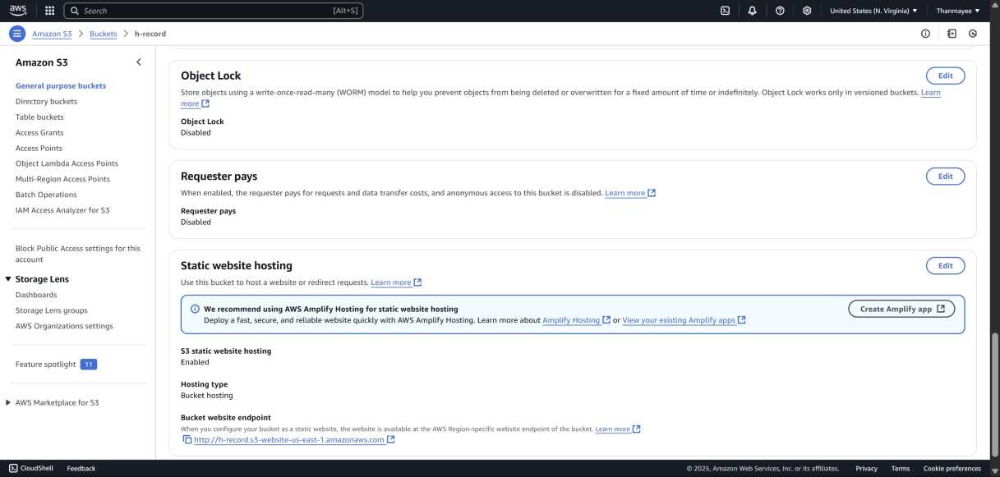 aws
Search [Alt+S]
United States (N. Virginia) Thanmayee
Amazon S3 Buckets h-record
Amazon S3
General purpose buckets
Directory buckets
Table buckets
Access Grants
Access Points
Object Lambda Access Points
Multi-Region Access Points
Batch Operations
IAM Access Analyzer for S3
Block Public Access settings for this
account
Storage Lens
Dashboards
Storage Lens groups
AWS Organizations settings
Feature spotlight 11
AWS Marketplace for S3
Object Lock
Edit
Store objects using a write-once-read-many (WORM) model to help you prevent objects from being deleted or overwritten for a fixed amount of time or indefinitely. Object Lock works only in versioned buckets. Learn
more
Object Lock
Disabled
Requester pays
Edit
When enabled, the requester pays for requests and data transfer costs, and anonymous access to this bucket is disabled. Learn more
Requester pays
Disabled
Static website hosting
Edit
Use this bucket to host a website or redirect requests. Learn more
We recommend using AWS Amplify Hosting for static website hosting
Deploy a fast, secure, and reliable website quickly with AWS Amplify Hosting. Learn more about Amplify Hosting or View your existing Amplify apps
Create Amplify app
S3 static website hosting
Enabled
Hosting type
Bucket hosting
Bucket website endpoint
When you configure your bucket as a static website, the website is available at the AWS Region-specific website endpoint of the bucket. Learn more
http://h-record.s3-website-us-east-1.amazonaws.com
CloudShell Feedback © 2025, Amazon Web Services, Inc. or its affiliates. Privacy Terms Cookie preferences